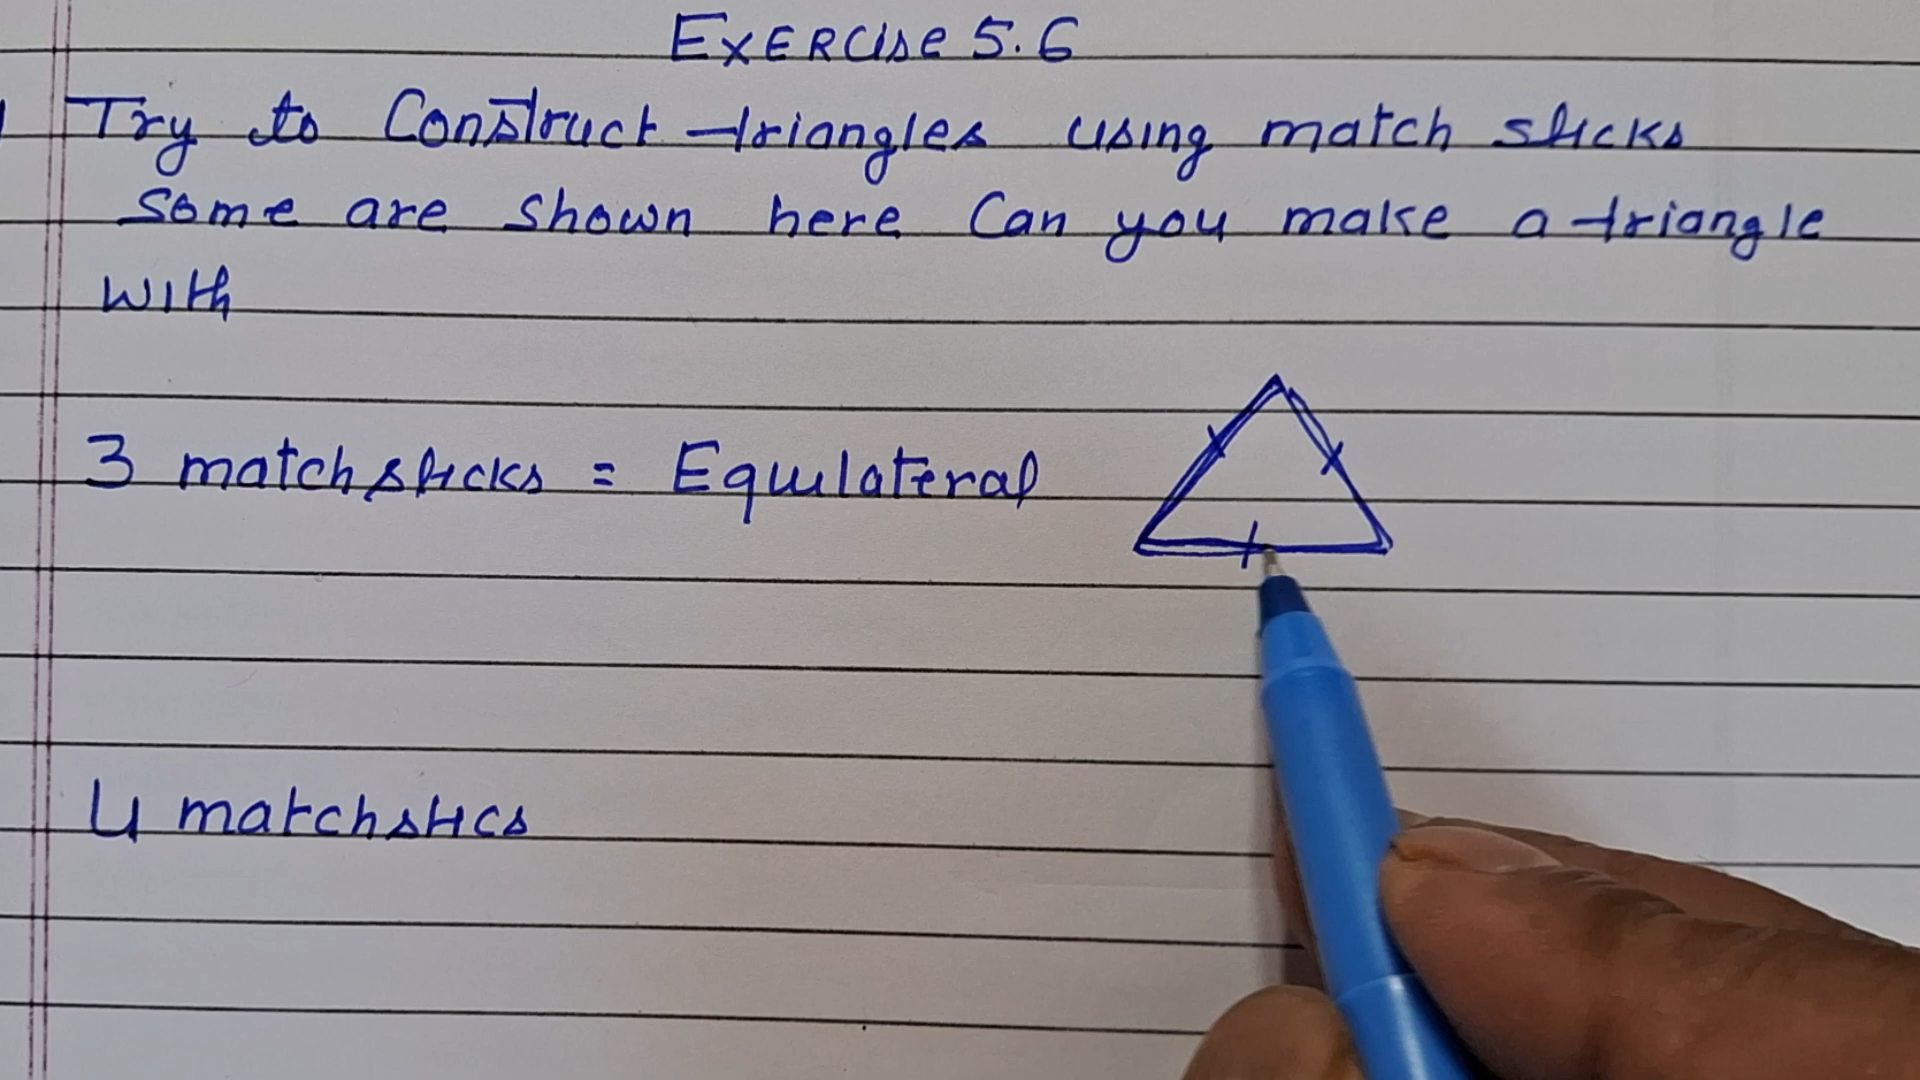 Exercise 5.6
Try to Construct triangles using match sticks
Some are shown here Can you make a triangle
with
3 matchsticks = Equilateral
4 matchstics